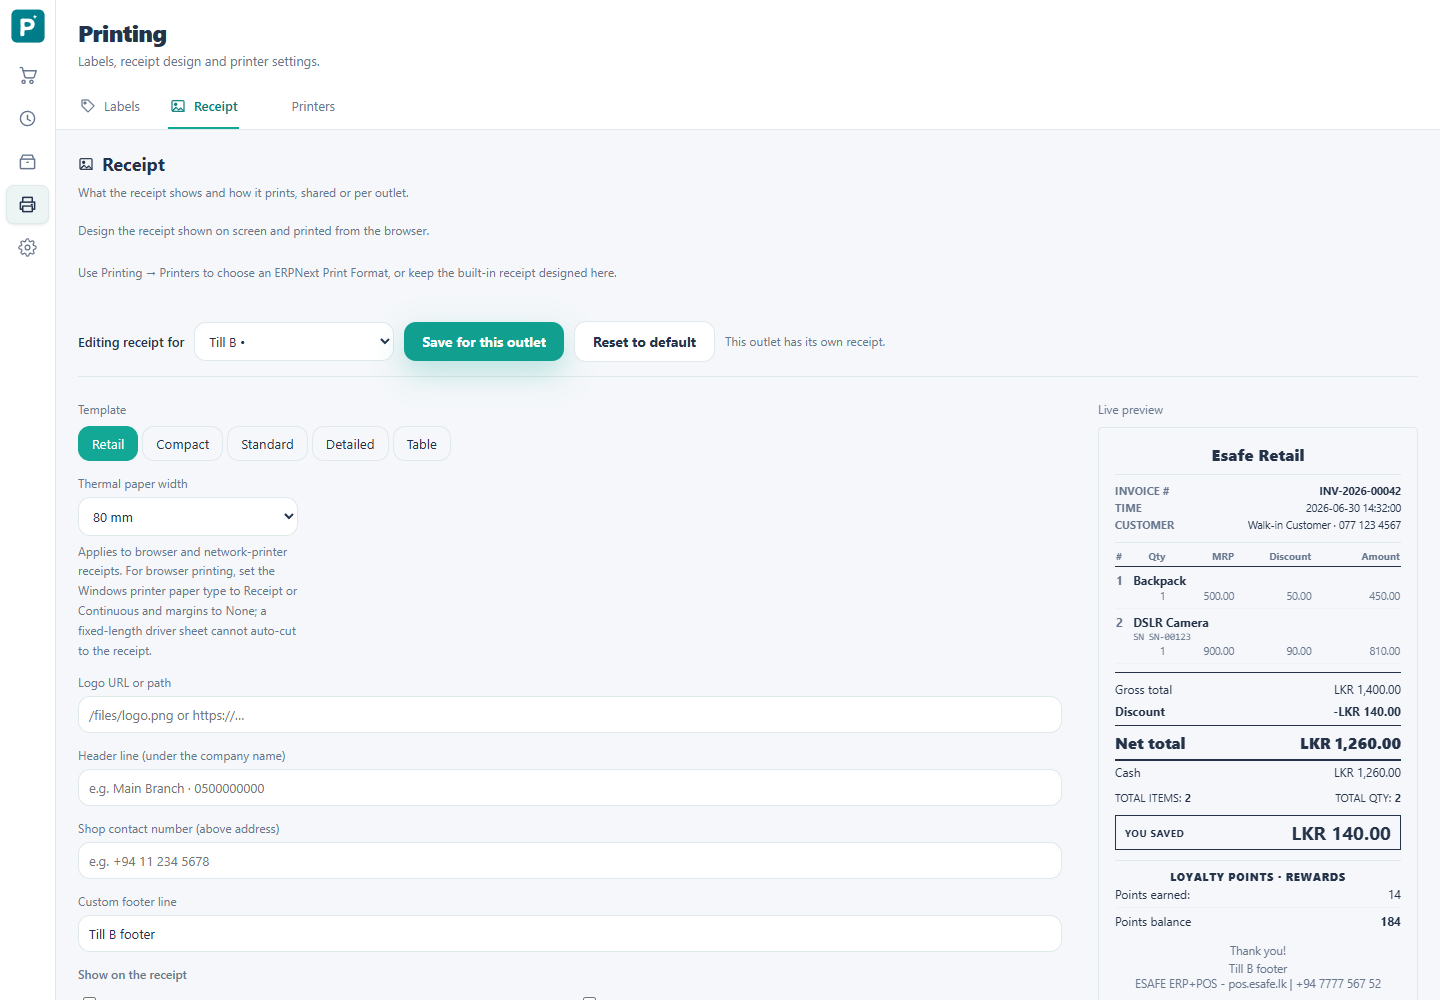 P
Printing
Labels, receipt design and printer settings.
Labels
Receipt
Printers
Receipt
What the receipt shows and how it prints, shared or per outlet.
Design the receipt shown on screen and printed from the browser.
Use Printing → Printers to choose an ERPNext Print Format, or keep the built-in receipt designed here.
Editing receipt for
Till B •
Save for this outlet
Reset to default
This outlet has its own receipt.
Template
Retail
Compact
Standard
Detailed
Table
Thermal paper width
80 mm
Applies to browser and network-printer
receipts. For browser printing, set the
Windows printer paper type to Receipt or
Continuous and margins to None; a
fixed-length driver sheet cannot auto-cut
to the receipt.
Logo URL or path
/files/logo.png or https://...
Header line (under the company name)
e.g. Main Branch · 0500000000
Shop contact number (above address)
e.g. +94 11 234 5678
Custom footer line
Till B footer
Show on the receipt
Live preview
Esafe Retail
INVOICE # INV-2026-00042
TIME 2026-06-30 14:32:00
CUSTOMER Walk-in Customer · 077 123 4567
# Qty MRP Discount Amount
1 Backpack
1 500.00 50.00 450.00
2 DSLR Camera
SN SN-00123
1 900.00 90.00 810.00
Gross total LKR 1,400.00
Discount -LKR 140.00
Net total LKR 1,260.00
Cash LKR 1,260.00
TOTAL ITEMS: 2 TOTAL QTY: 2
YOU SAVED LKR 140.00
LOYALTY POINTS · REWARDS
Points earned: 14
Points balance 184
Thank you!
Till B footer
ESAFE ERP+POS - pos.esafe.lk | +94 7777 567 52